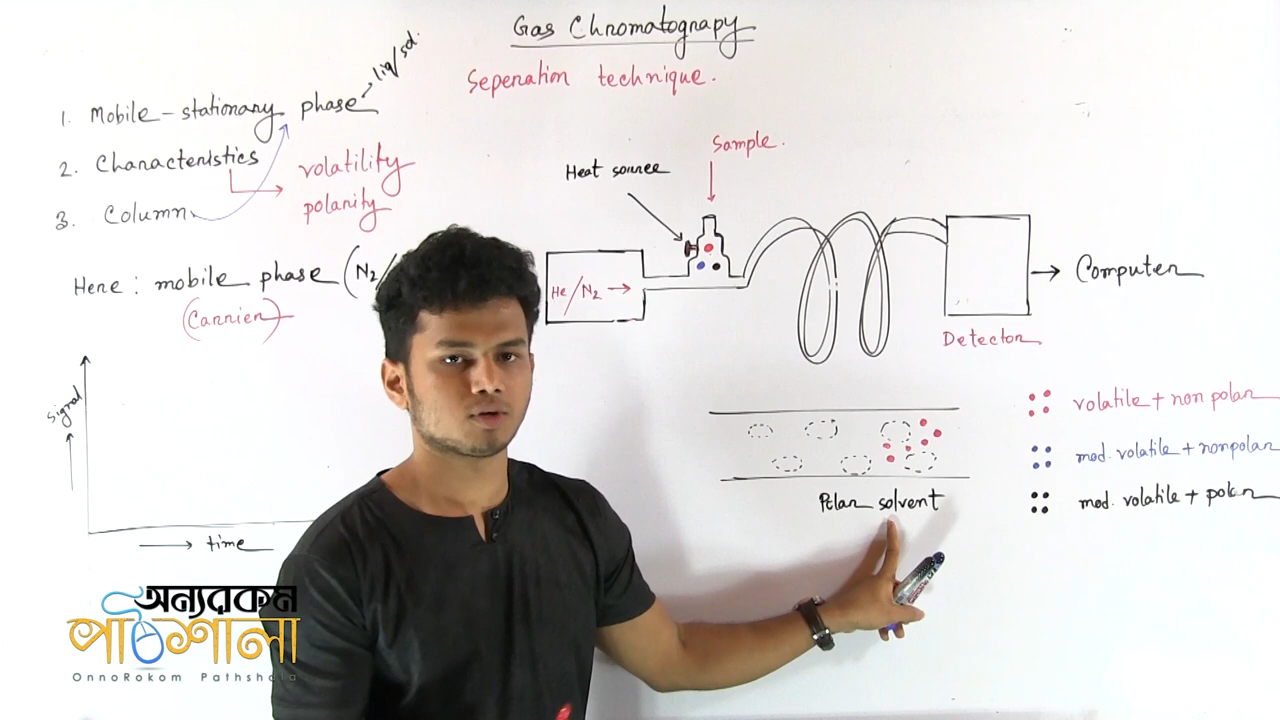 Gas Chromatograpy
Seperation technique.
1. Mobile - stationary phase → liq/sd.
2. Characteristics
volatility
polarity
3. Column
Here : mobile phase (N2/
(Carrier)
Signal
time
Heat source
Sample.
He/N2 →
Detector
→ Computer
volatile + non polar
mod. volatile + nonpolar
mod. volatile + polar
Polar solvent
অন্যরকম
পাঠশালা
OnnoRokom Pathshala